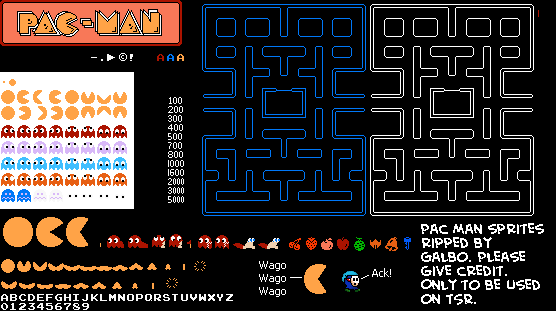 PAC-MAN
-.▶©!
A A A
100
200
300
400
500
700
800
1000
1600
2000
3000
5000
PAC MAN SPRITES
RIPPED BY
GALBO. PLEASE
GIVE CREDIT.
ONLY TO BE USED
ON TSR.
Wago
Wago
Wago
Ack!
ABCDEFGHIJKLMNOPQRSTUVWXYZ
0123456789